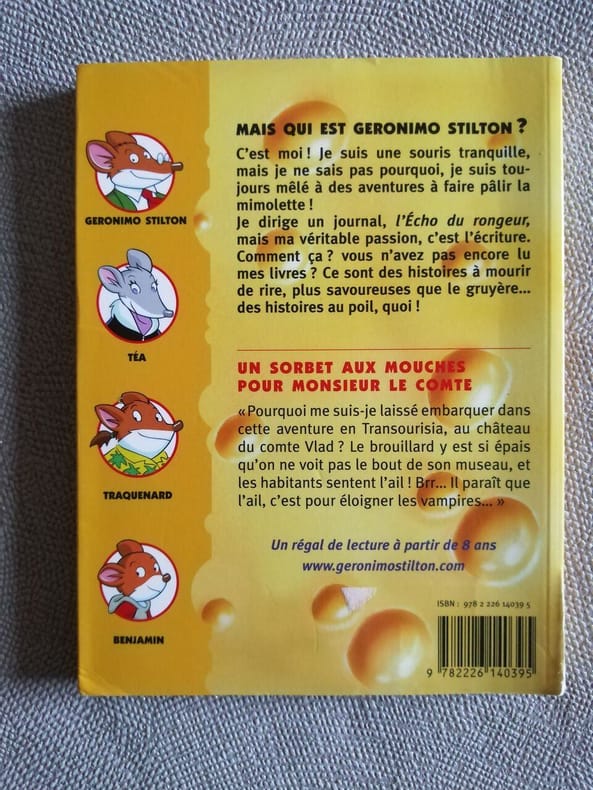 GERONIMO STILTON
TÉA
TRAQUENARD
BENJAMIN
MAIS QUI EST GERONIMO STILTON ?
C'est moi ! Je suis une souris tranquille,
mais je ne sais pas pourquoi, je suis tou-
jours mêlé à des aventures à faire pâlir la
mimolette !
Je dirige un journal, l'Écho du rongeur,
mais ma véritable passion, c'est l'écriture.
Comment ça ? vous n'avez pas encore lu
mes livres ? Ce sont des histoires à mourir
de rire, plus savoureuses que le gruyère...
des histoires au poil, quoi !
UN SORBET AUX MOUCHES
POUR MONSIEUR LE COMTE
« Pourquoi me suis-je laissé embarquer dans
cette aventure en Transourisia, au château
du comte Vlad ? Le brouillard y est si épais
qu'on ne voit pas le bout de son museau, et
les habitants sentent l'ail ! Brr... Il paraît que
l'ail, c'est pour éloigner les vampires... »
Un régal de lecture à partir de 8 ans
www.geronimostilton.com
ISBN : 978 2 226 14039 5
9 782226 140395